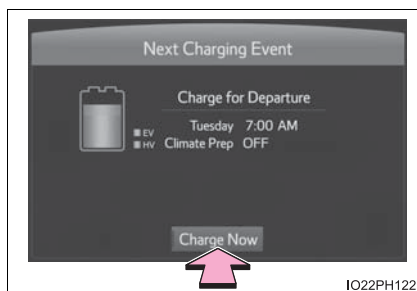 Next Charging Event
Charge for Departure
Tuesday 7:00 AM
EV
HV Climate Prep OFF
Charge Now
IO22PH122